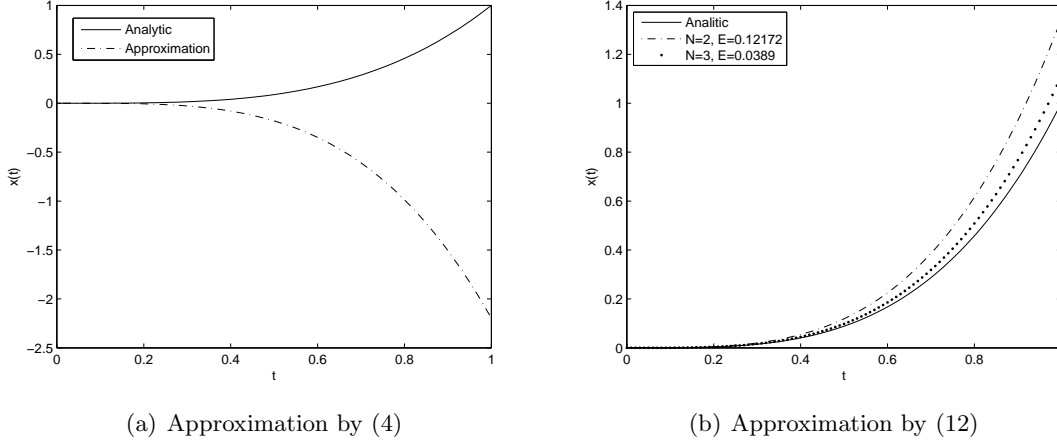 1
0.5
0
−0.5
−1
−1.5
−2
−2.5
x(t)
Analytic
Approximation
0 0.2 0.4 0.6 0.8 1
t
(a) Approximation by (4)
1.4
1.2
1
0.8
0.6
0.4
0.2
0
x(t)
Analitic
N=2, E=0.12172
N=3, E=0.0389
0 0.2 0.4 0.6 0.8
t
(b) Approximation by (12)